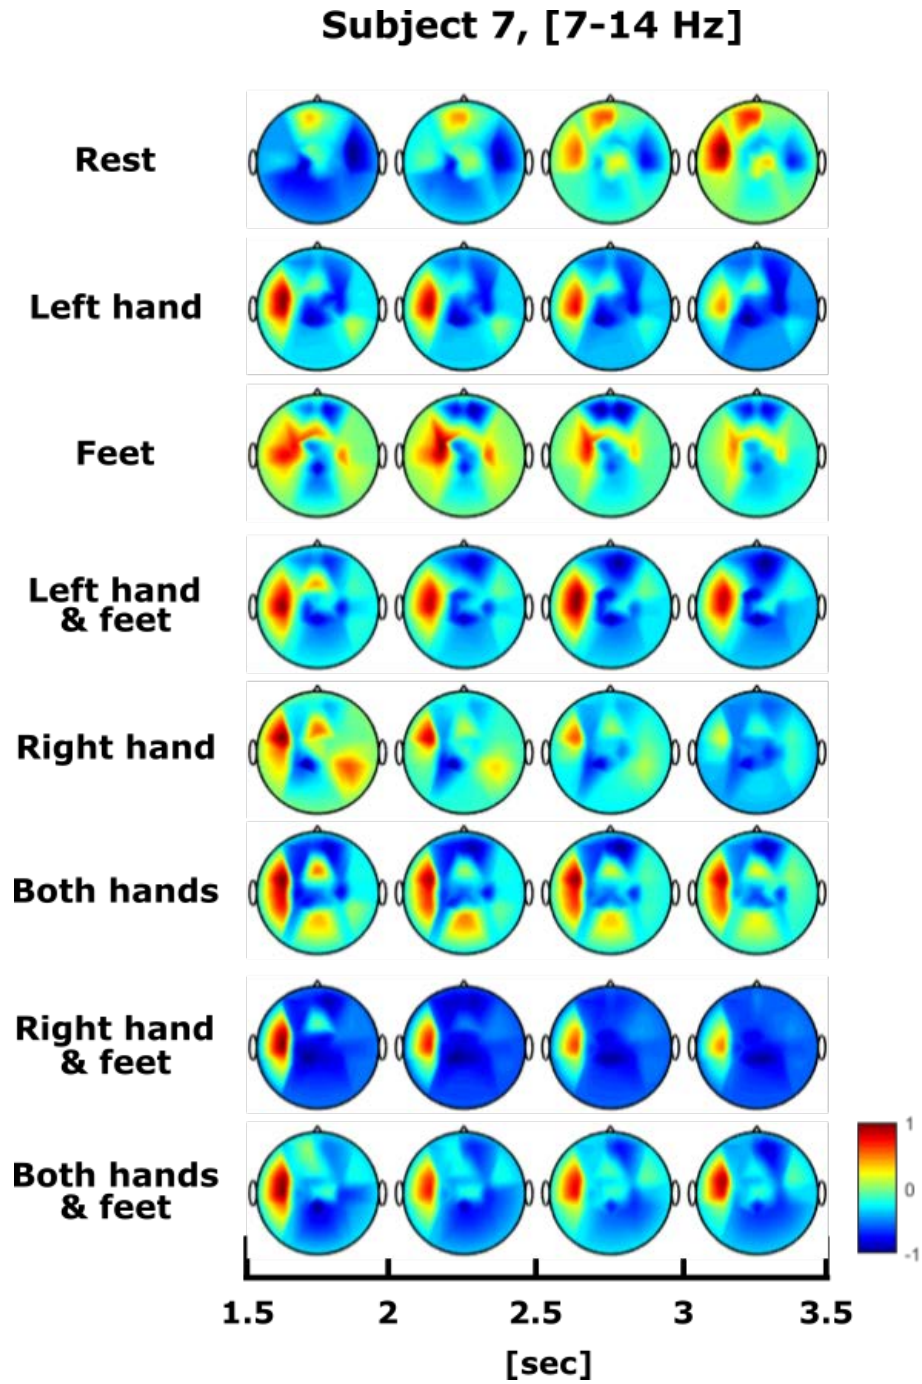 Subject 7, [7-14 Hz]
Rest
Left hand
Feet
Left hand
& feet
Right hand
Both hands
Right hand
& feet
Both hands
& feet
1
0
-1
1.5 2 2.5 3 3.5
[sec]